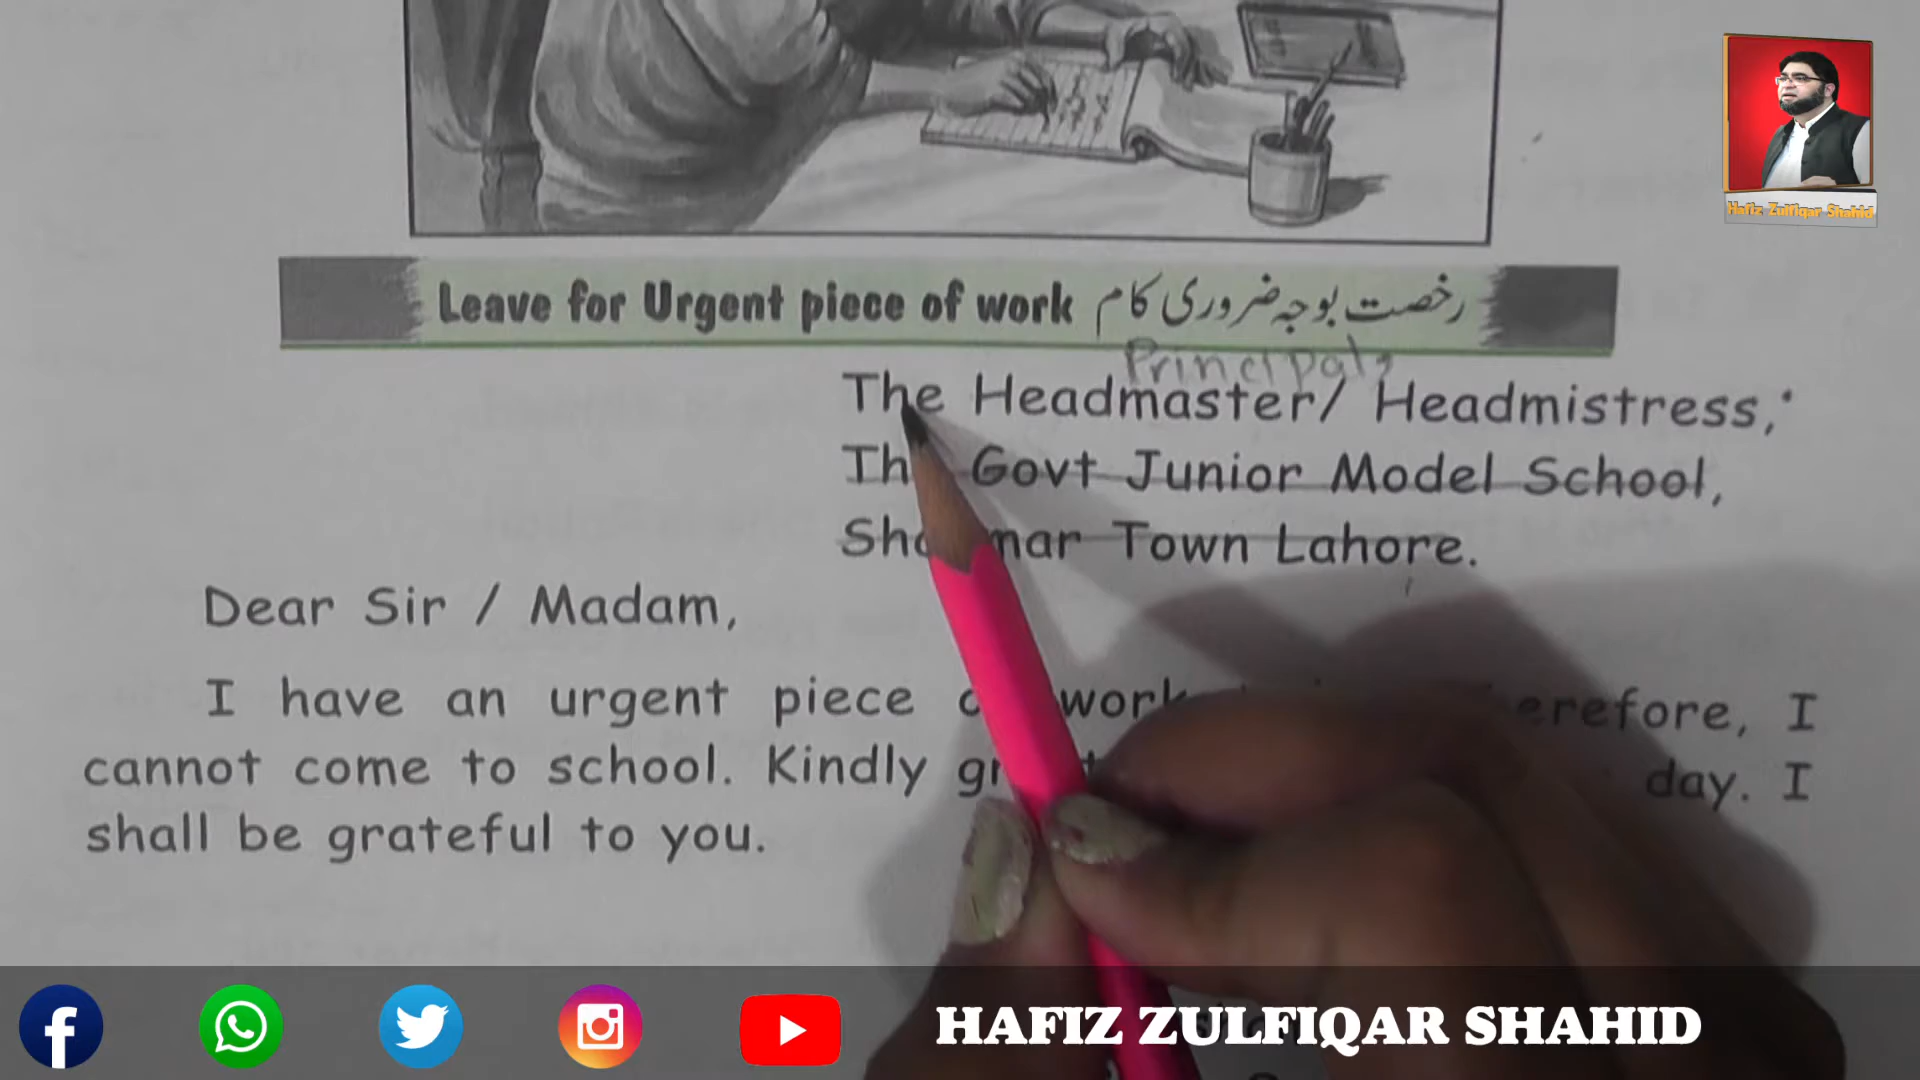 Hafiz Zulfiqar Shahid
Leave for Urgent piece of work رخصت بوجہ ضروری کام
Principal
The Headmaster/ Headmistress,
Govt Junior Model School,
Town Lahore.
Dear Sir / Madam,
I have an urgent piece work I
cannot come to school. Kindly day. I
shall be grateful to you.
HAFIZ ZULFIQAR SHAHID